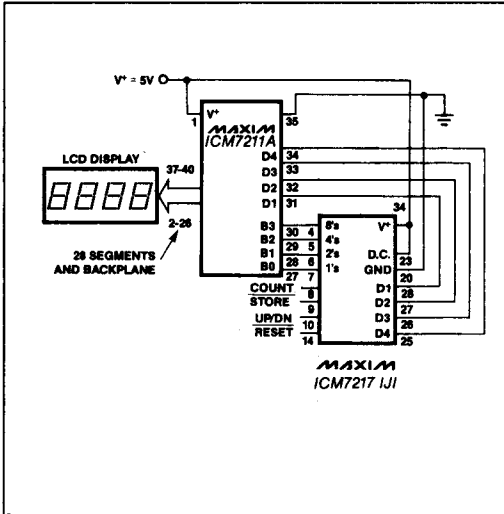 V+ = 5V
1
V+
35
MAXIM
ICM7211A
LCD DISPLAY
37-40
2-26
28 SEGMENTS
AND BACKPLANE
D4
34
D3
33
D2
32
D1
31
B3
30
B2
29
B1
28
B0
27
34
4
8's
V+
5
4's
6
2's
D.C.
23
7
1's
GND
20
COUNT
8
D1
28
STORE
9
D2
27
UP/DN
10
D3
26
RESET
14
D4
25
MAXIM
ICM7217 IJI